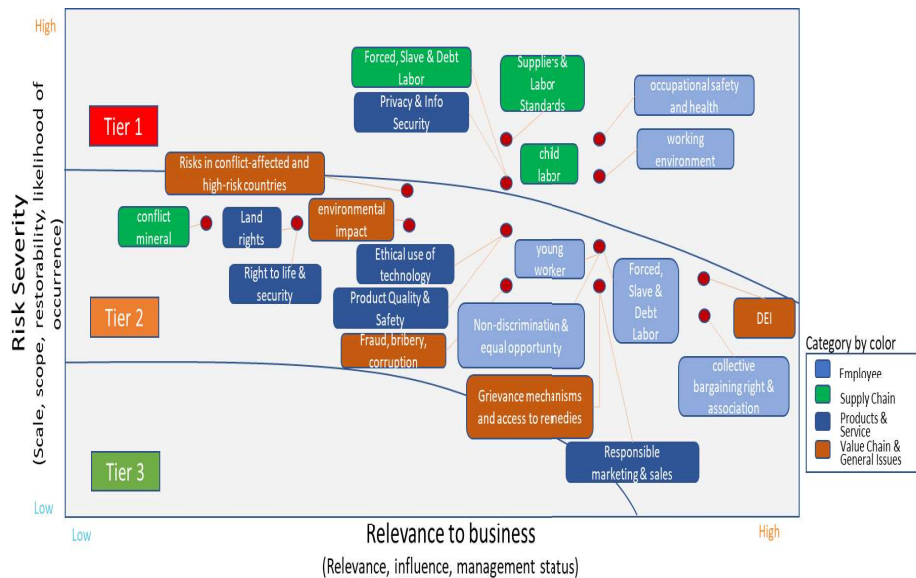 High
Risk Severity
(Scale, scope, restorability, likelihood of
occurrence)
Low
Tier 1
Tier 2
Tier 3
Forced, Slave & Debt
Labor
Privacy & Info
Security
Suppliers &
Labor
Standards
child
labor
occupational safety
and health
working
environment
Risks in conflict-affected and
high-risk countries
conflict
mineral
Land
rights
environmental
impact
Right to life &
security
Ethical use of
technology
Product Quality &
Safety
Fraud, bribery,
corruption
young
worker
Non-discrimination &
equal opportunity
Forced,
Slave &
Debt
Labor
DEI
collective
bargaining right &
association
Grievance mechanisms
and access to remedies
Responsible
marketing & sales
Category by color
Employee
Supply Chain
Products &
Service
Value Chain &
General Issues
Low
Relevance to business
High
(Relevance, influence, management status)